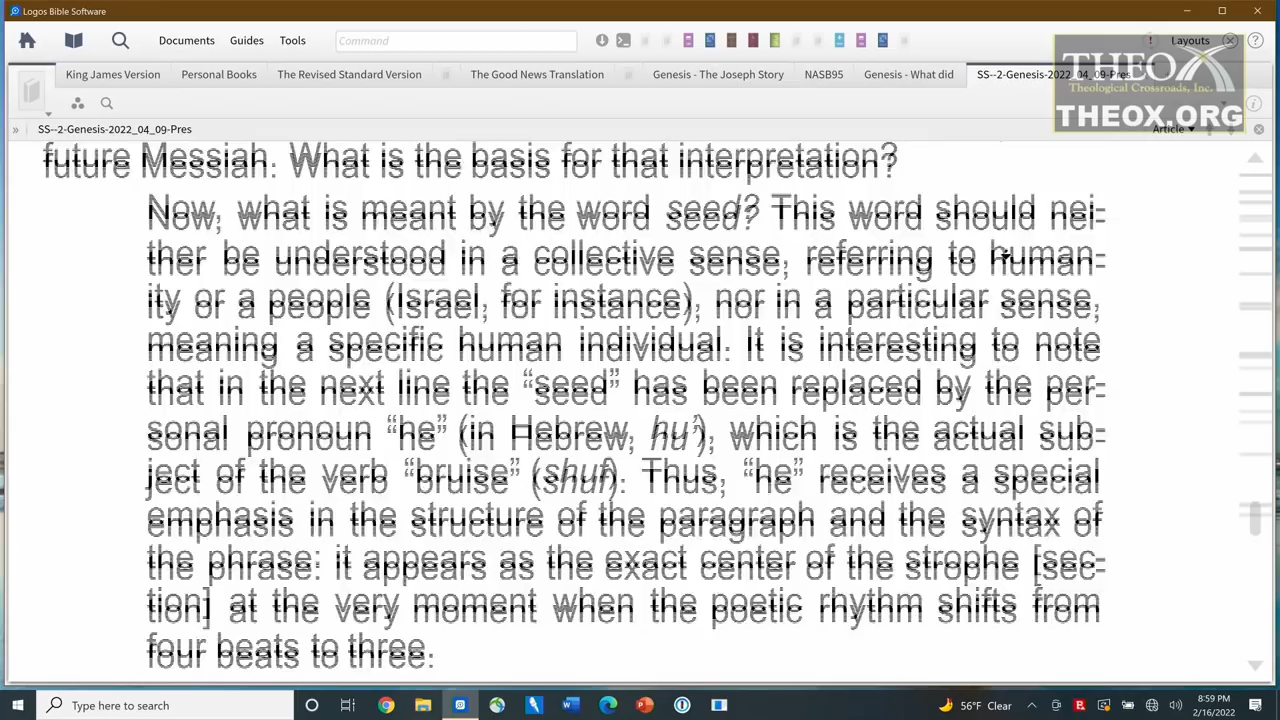 Logos Bible Software
Documents Guides Tools Command Layouts
King James Version Personal Books The Revised Standard Version The Good News Translation Genesis - The Joseph Story NASB95 Genesis - What did SS--2-Genesis-2022_04_09-Pres
THEOX
Theological Crossroads, Inc.
THEOX.ORG
SS--2-Genesis-2022_04_09-Pres Article
future Messiah. What is the basis for that interpretation?
Now, what is meant by the word seed? This word should nei-
ther be understood in a collective sense, referring to human-
ity or a people (Israel, for instance), nor in a particular sense,
meaning a specific human individual. It is interesting to note
that in the next line the “seed” has been replaced by the per-
sonal pronoun “he” (in Hebrew, hu’), which is the actual sub-
ject of the verb “bruise” (shuf). Thus, “he” receives a special
emphasis in the structure of the paragraph and the syntax of
the phrase: it appears as the exact center of the strophe [sec-
tion] at the very moment when the poetic rhythm shifts from
four beats to three.
Type here to search 56°F Clear 8:59 PM
2/16/2022